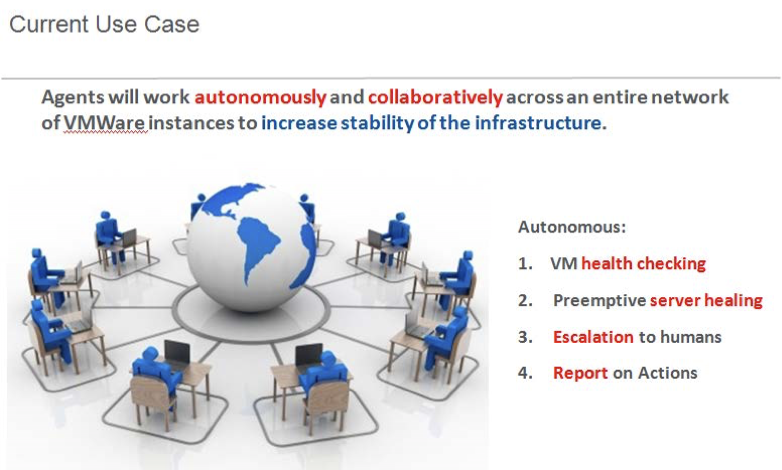 Current Use Case
Agents will work autonomously and collaboratively across an entire network
of VMWare instances to increase stability of the infrastructure.
Autonomous:
1. VM health checking
2. Preemptive server healing
3. Escalation to humans
4. Report on Actions